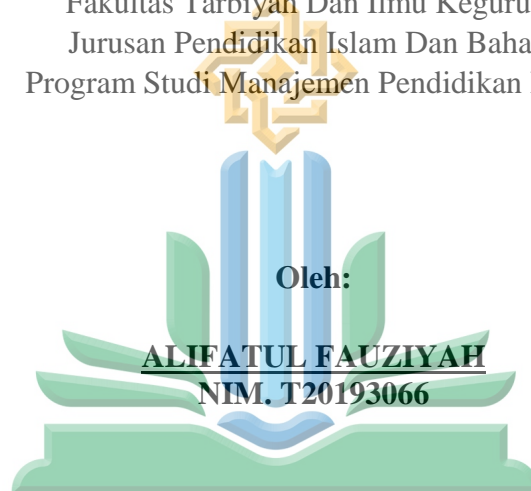 Fakultas Tarbiyah Dan Ilmu Keguru
Jurusan Pendidikan Islam Dan Baha
Program Studi Manajemen Pendidikan
Oleh:
ALIFATUL FAUZIYAH
NIM. T20193066